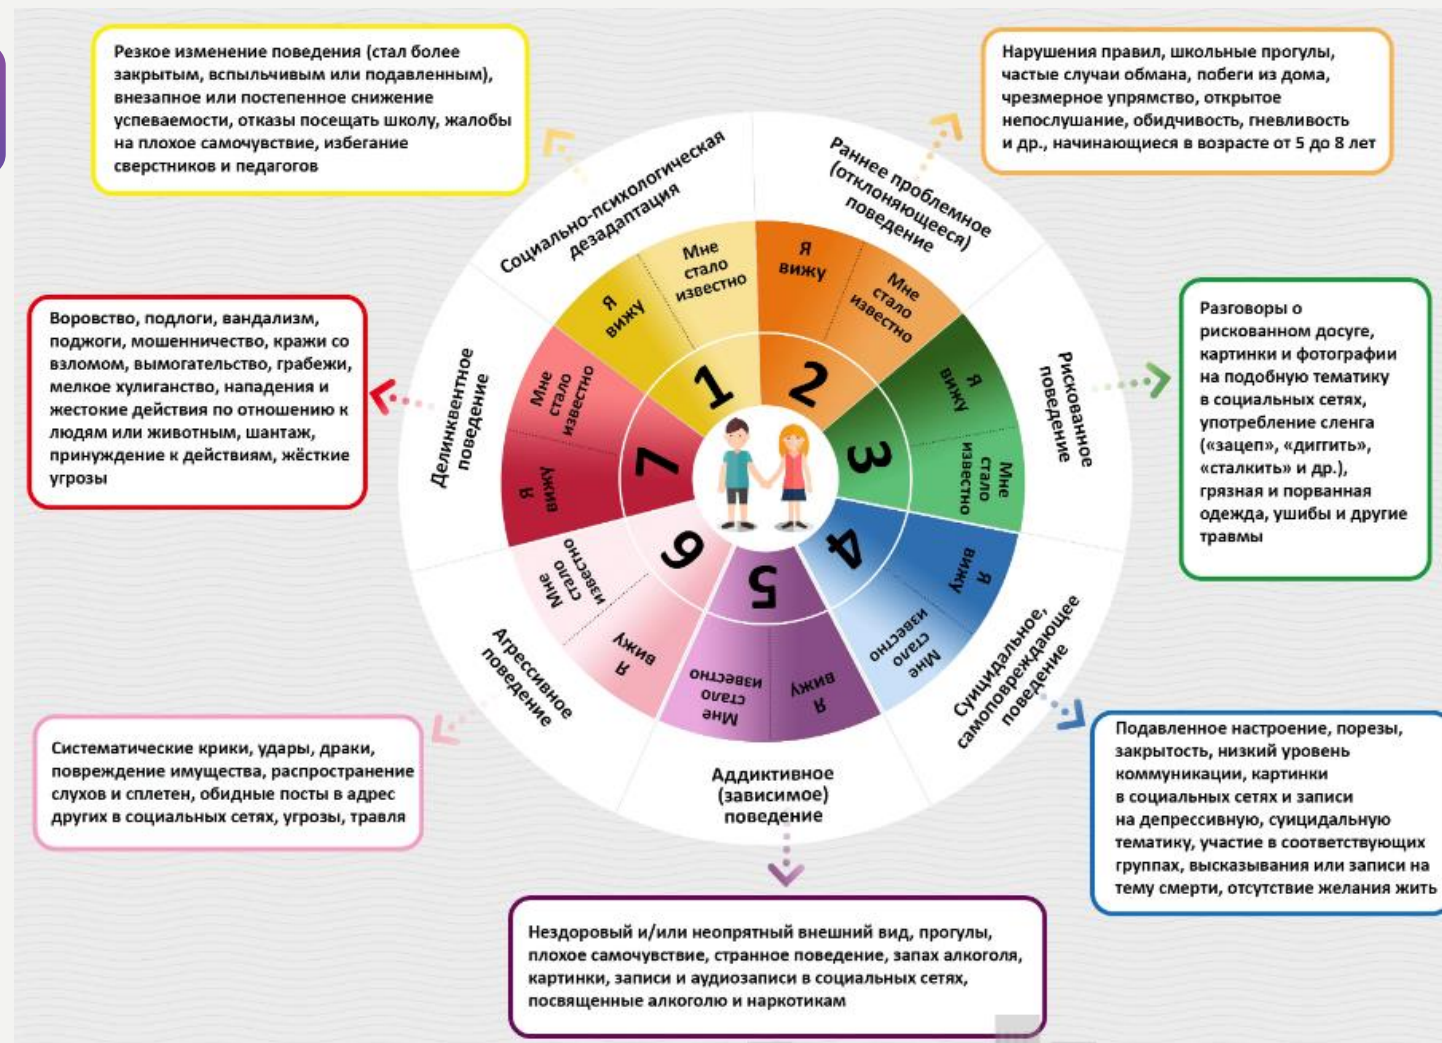 Резкое изменение поведения (стал более
закрытым, вспыльчивым или подавленным),
внезапное или постепенное снижение
успеваемости, отказы посещать школу, жалобы
на плохое самочувствие, избегание
сверстников и педагогов
Нарушения правил, школьные прогулы,
частые случаи обмана, побеги из дома,
чрезмерное упрямство, открытое
непослушание, обидчивость, гневливость
и др., начинающиеся в возрасте от 5 до 8 лет
Разговоры о
рискованном досуге,
картинки и фотографии
на подобную тематику
в социальных сетях,
употребление сленга
(«зацеп», «диггить»,
«сталкить» и др.),
грязная и порванная
одежда, ушибы и другие
травмы
Подавленное настроение, порезы,
закрытость, низкий уровень
коммуникации, картинки
в социальных сетях и записи
на депрессивную, суицидальную
тематику, участие в соответствующих
группах, высказывания или записи на
тему смерти, отсутствие желания жить
Нездоровый и/или неопрятный внешний вид, прогулы,
плохое самочувствие, странное поведение, запах алкоголя,
картинки, записи и аудиозаписи в социальных сетях,
посвященные алкоголю и наркотикам
Систематические крики, удары, драки,
повреждение имущества, распространение
слухов и сплетен, обидные посты в адрес
других в социальных сетях, угрозы, травля
Воровство, подлоги, вандализм,
поджоги, мошенничество, кражи со
взломом, вымогательство, грабежи,
мелкое хулиганство, нападения и
жестокие действия по отношению к
людям или животным, шантаж,
принуждение к действиям, жёсткие
угрозы
Социально-психологическая
дезадаптация
Я
вижу
Мне
стало
известно
1
Раннее проблемное
(отклоняющееся)
поведение
Я
вижу
Мне
стало
известно
2
Рискованное
поведение
Я
вижу
Мне
стало
известно
3
Суицидальное,
самоповреждающее
поведение
Я
вижу
Мне
стало
известно
4
Аддиктивное
(зависимое)
поведение
Я
вижу
Мне
стало
известно
5
Агрессивное
поведение
Я
вижу
Мне
стало
известно
6
Делинквентное
поведение
Я
вижу
Мне
стало
известно
7